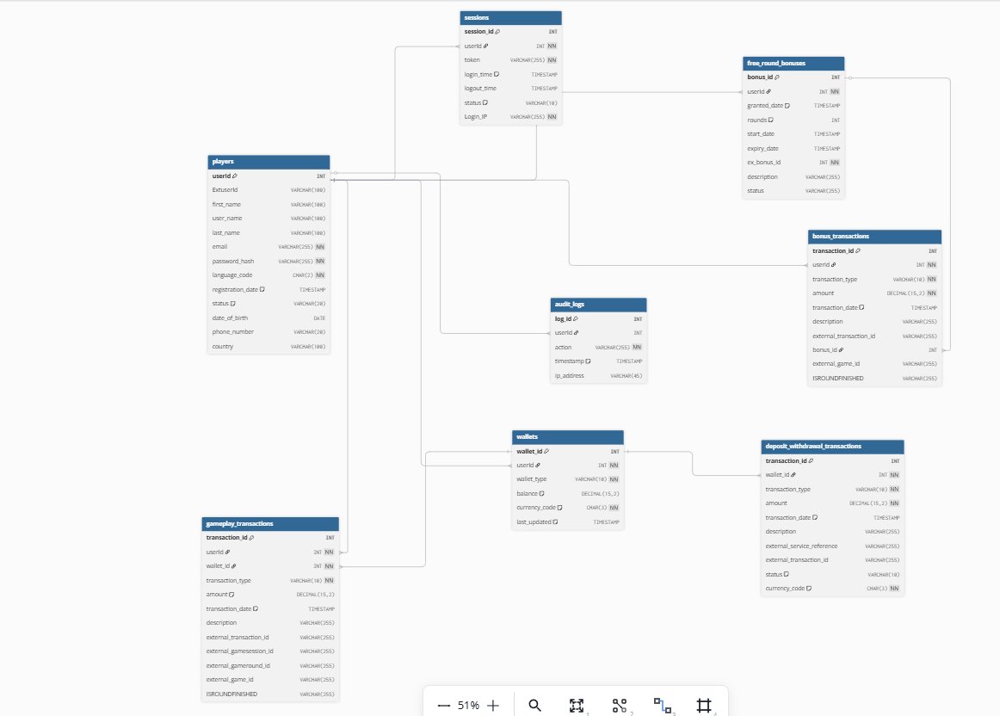 sessions
session_id INT
userId INT NN
token VARCHAR(255) NN
login_time TIMESTAMP
logout_time TIMESTAMP
status VARCHAR(10)
Login_IP VARCHAR(255) NN
free_round_bonuses
bonus_id INT
userId INT NN
granted_date TIMESTAMP
rounds INT
start_date TIMESTAMP
expiry_date TIMESTAMP
ex_bonus_id INT NN
description VARCHAR(255)
status VARCHAR(255)
players
userId INT
ExtuserId VARCHAR(100)
first_name VARCHAR(100)
user_name VARCHAR(100)
last_name VARCHAR(100)
email VARCHAR(255) NN
password_hash VARCHAR(255) NN
language_code CHAR(2) NN
registration_date TIMESTAMP
status VARCHAR(20)
date_of_birth DATE
phone_number VARCHAR(20)
country VARCHAR(100)
bonus_transactions
transaction_id INT
userId INT NN
transaction_type VARCHAR(10) NN
amount DECIMAL(15,2) NN
transaction_date TIMESTAMP
description VARCHAR(255)
external_transaction_id VARCHAR(255)
bonus_id INT
external_game_id VARCHAR(255)
ISROUNDFINISHED VARCHAR(255)
audit_logs
log_id INT
userId INT
action VARCHAR(255) NN
timestamp TIMESTAMP
ip_address VARCHAR(45)
wallets
wallet_id INT
userId INT NN
wallet_type VARCHAR(10) NN
balance DECIMAL(15,2)
currency_code CHAR(3) NN
last_updated TIMESTAMP
deposit_withdrawal_transactions
transaction_id INT
wallet_id INT NN
transaction_type VARCHAR(10) NN
amount DECIMAL(15,2) NN
transaction_date TIMESTAMP
description VARCHAR(255)
external_service_reference VARCHAR(255)
external_transaction_id VARCHAR(255)
status VARCHAR(10)
currency_code CHAR(3) NN
gameplay_transactions
transaction_id INT
userId INT NN
wallet_id INT NN
transaction_type VARCHAR(10) NN
amount DECIMAL(15,2)
transaction_date TIMESTAMP
description VARCHAR(255)
external_transaction_id VARCHAR(255)
external_gamesession_id VARCHAR(255)
external_gameround_id VARCHAR(255)
external_game_id VARCHAR(255)
ISROUNDFINISHED VARCHAR(255)
51%
1 2 3 4